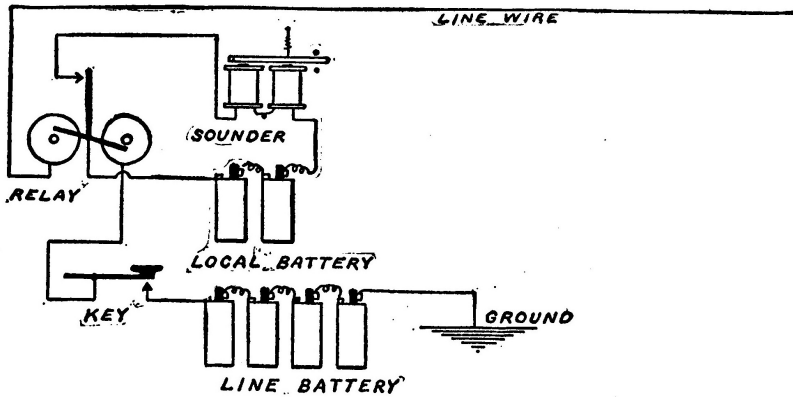 LINE WIRE
SOUNDER
RELAY
LOCAL BATTERY
KEY
GROUND
LINE BATTERY